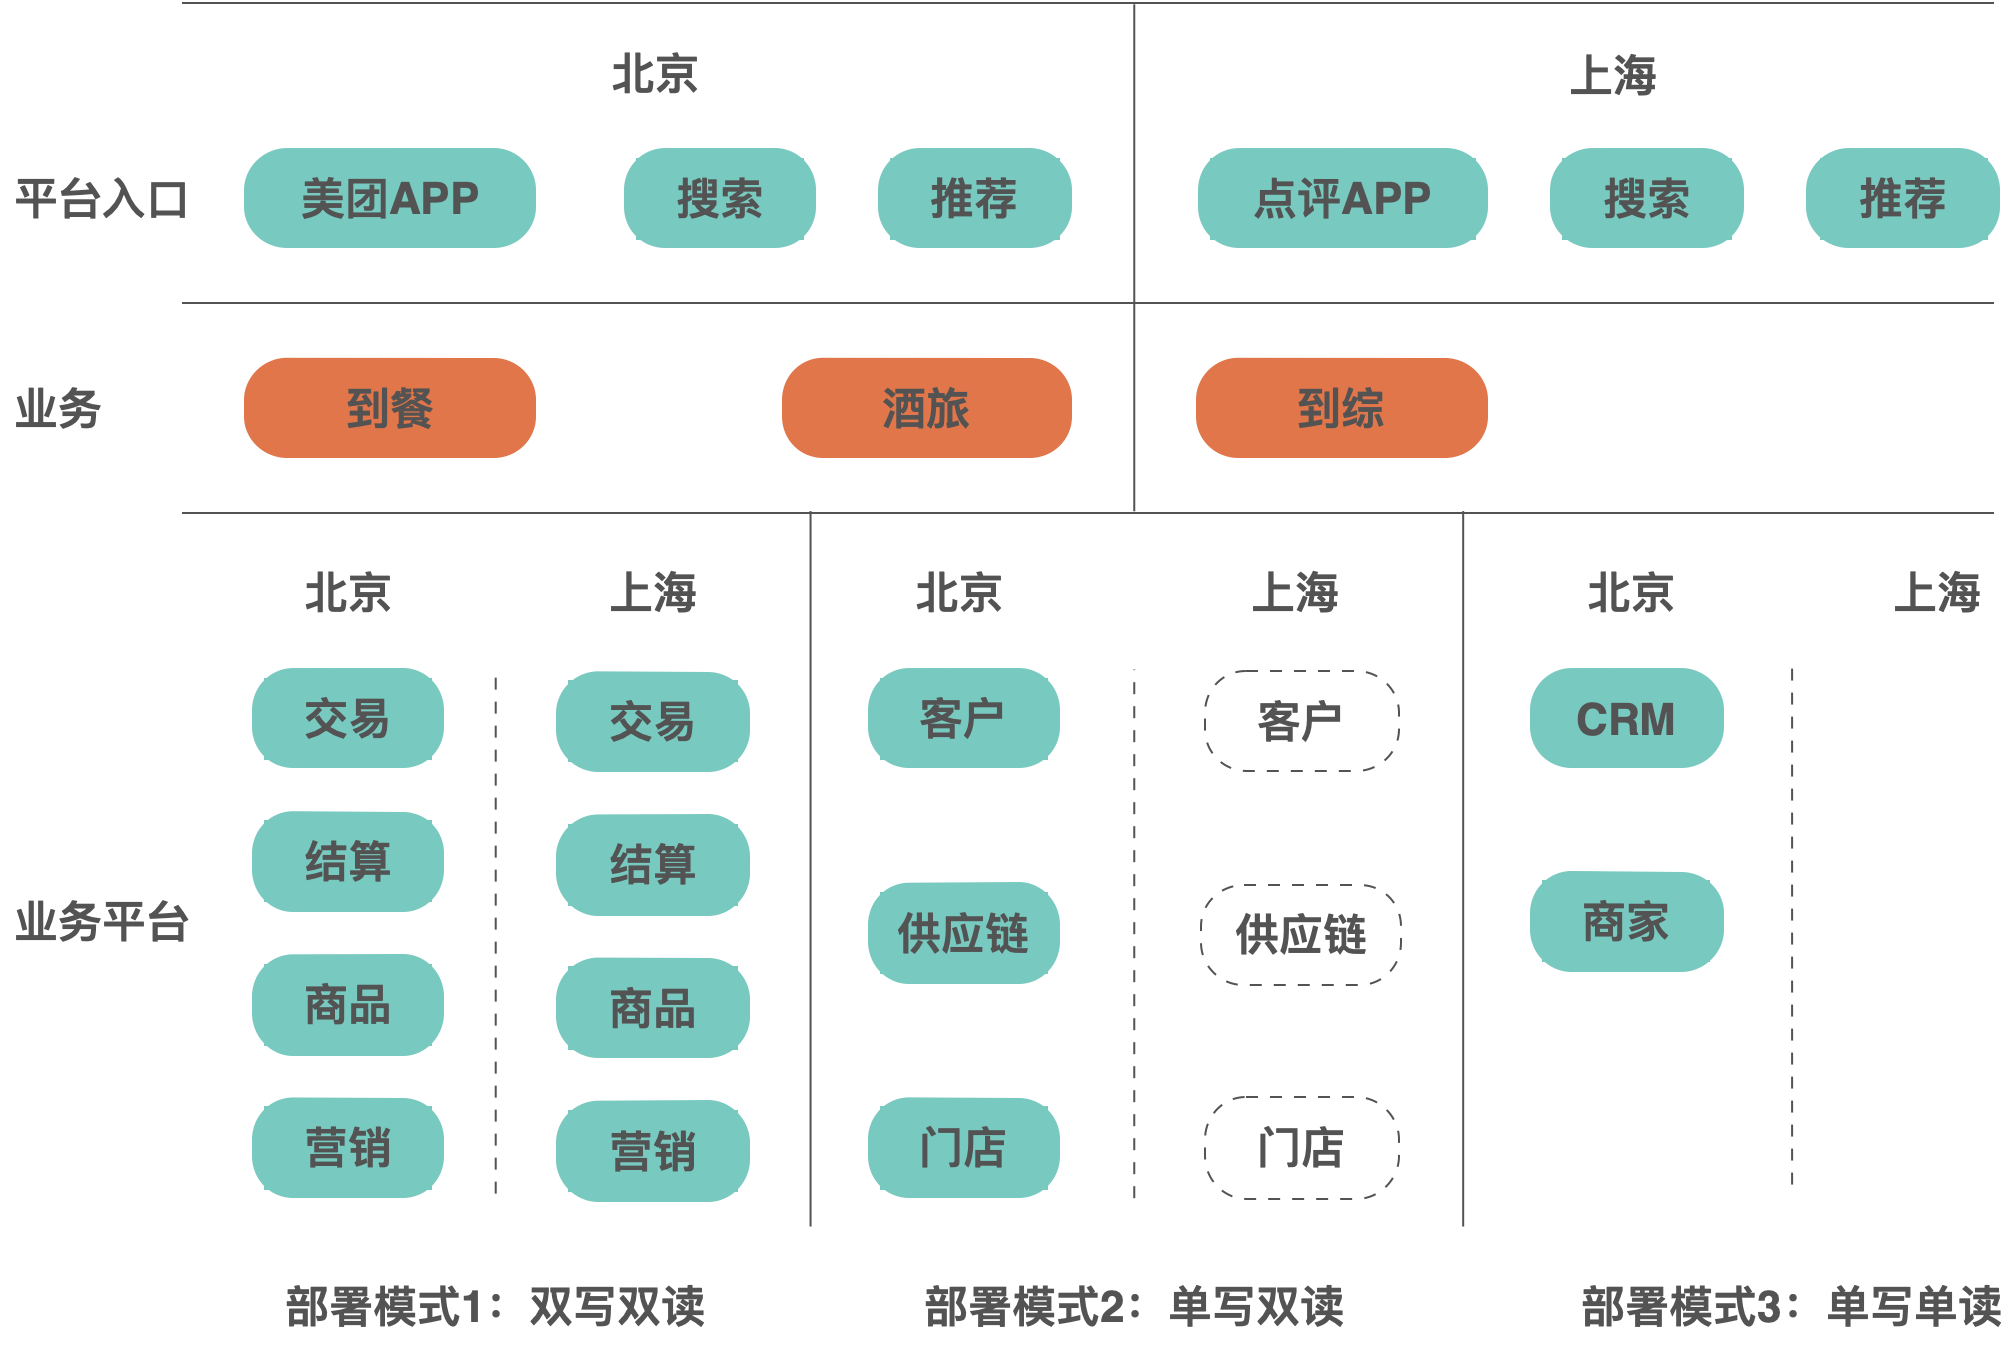 北京
上海
平台入口
美团APP
搜索
推荐
点评APP
搜索
推荐
业务
到餐
酒旅
到综
北京
上海
北京
上海
北京
上海
业务平台
交易
结算
商品
营销
交易
结算
商品
营销
客户
供应链
门店
客户
供应链
门店
CRM
商家
部署模式1：双写双读
部署模式2：单写双读
部署模式3：单写单读